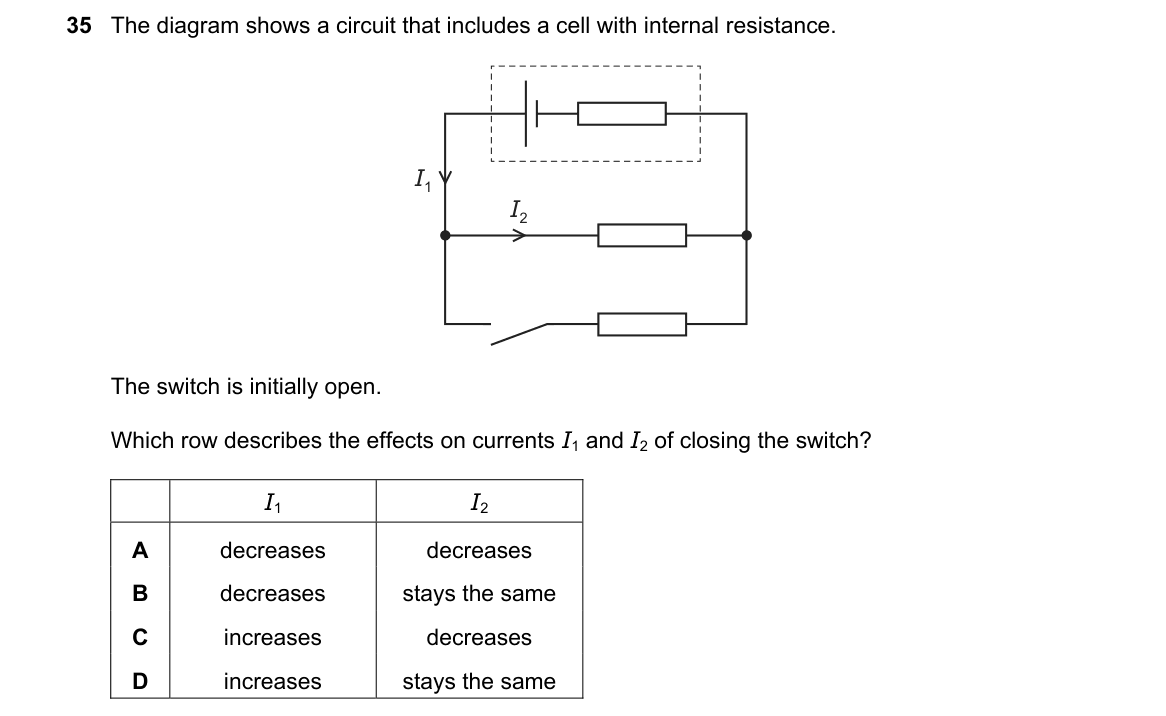 35 The diagram shows a circuit that includes a cell with internal resistance.
I1
I2
The switch is initially open.
Which row describes the effects on currents I1 and I2 of closing the switch?
I1 I2
A decreases decreases
B decreases stays the same
C increases decreases
D increases stays the same